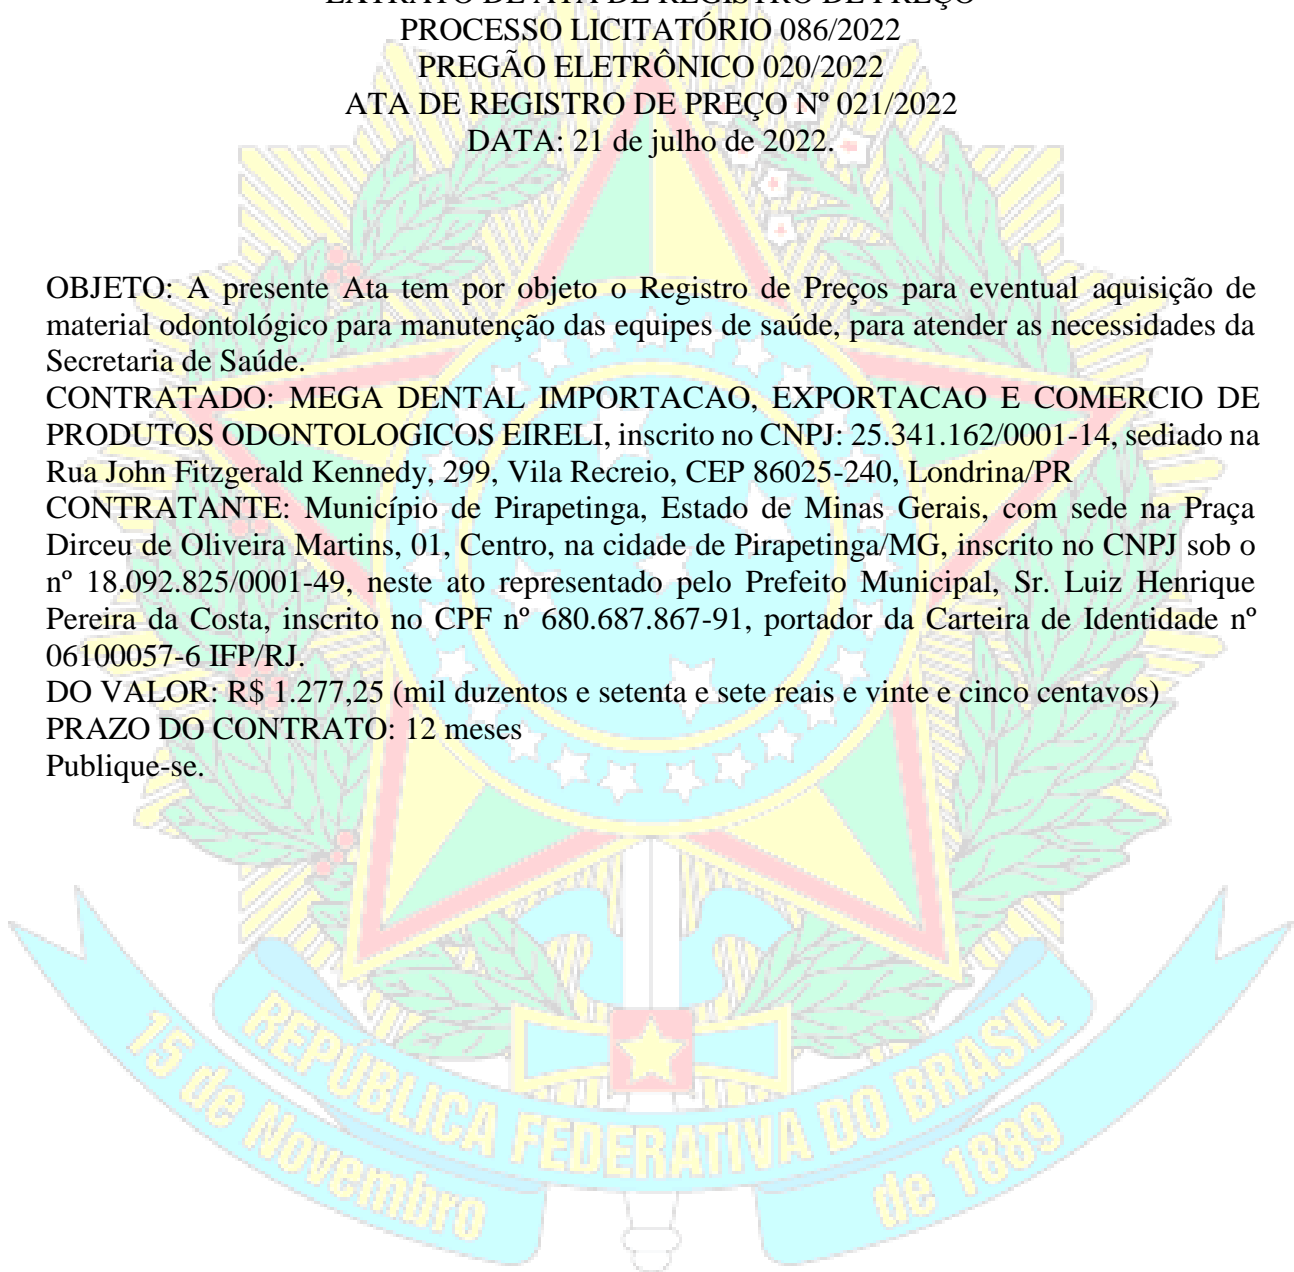 EXTRATO DE ATA DE REGISTRO DE PREÇO
PROCESSO LICITATÓRIO 086/2022
PREGÃO ELETRÔNICO 020/2022
ATA DE REGISTRO DE PREÇO Nº 021/2022
DATA: 21 de julho de 2022.
OBJETO: A presente Ata tem por objeto o Registro de Preços para eventual aquisição de
material odontológico para manutenção das equipes de saúde, para atender as necessidades da
Secretaria de Saúde.
CONTRATADO: MEGA DENTAL IMPORTACAO, EXPORTACAO E COMERCIO DE
PRODUTOS ODONTOLOGICOS EIRELI, inscrito no CNPJ: 25.341.162/0001-14, sediado na
Rua John Fitzgerald Kennedy, 299, Vila Recreio, CEP 86025-240, Londrina/PR
CONTRATANTE: Município de Pirapetinga, Estado de Minas Gerais, com sede na Praça
Dirceu de Oliveira Martins, 01, Centro, na cidade de Pirapetinga/MG, inscrito no CNPJ sob o
nº 18.092.825/0001-49, neste ato representado pelo Prefeito Municipal, Sr. Luiz Henrique
Pereira da Costa, inscrito no CPF nº 680.687.867-91, portador da Carteira de Identidade nº
06100057-6 IFP/RJ.
DO VALOR: R$ 1.277,25 (mil duzentos e setenta e sete reais e vinte e cinco centavos)
PRAZO DO CONTRATO: 12 meses
Publique-se.
REPÚBLICA FEDERATIVA DO BRASIL
15 de Novembro
de 1889